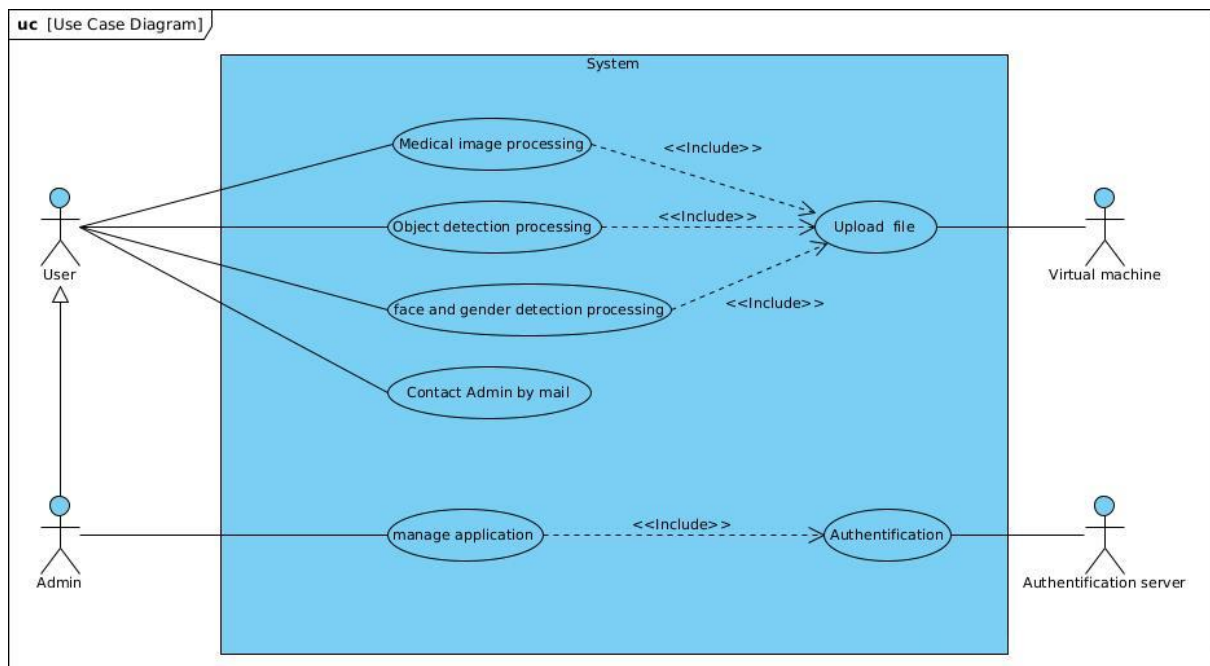 uc [Use Case Diagram]
System
Medical image processing
<<Include>>
Object detection processing
<<Include>>
Upload file
User
Virtual machine
face and gender detection processing
<<Include>>
Contact Admin by mail
manage application
<<Include>>
Authentification
Admin
Authentification server